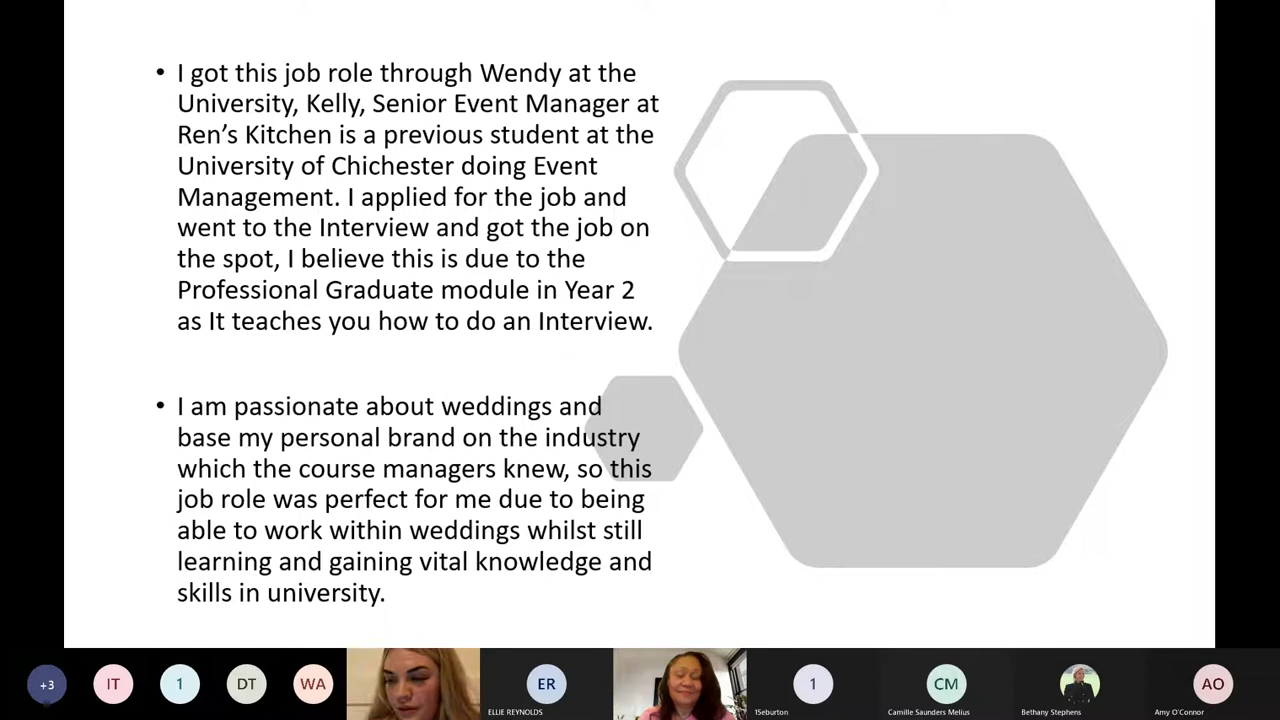 • I got this job role through Wendy at the
University, Kelly, Senior Event Manager at
Ren’s Kitchen is a previous student at the
University of Chichester doing Event
Management. I applied for the job and
went to the Interview and got the job on
the spot, I believe this is due to the
Professional Graduate module in Year 2
as It teaches you how to do an Interview.
• I am passionate about weddings and
base my personal brand on the industry
which the course managers knew, so this
job role was perfect for me due to being
able to work within weddings whilst still
learning and gaining vital knowledge and
skills in university.
+3
IT
1
DT
WA
ER
ELLIE REYNOLDS
1
1Seburton
CM
Camille Saunders Melius
Bethany Stephens
AO
Amy O'Connor